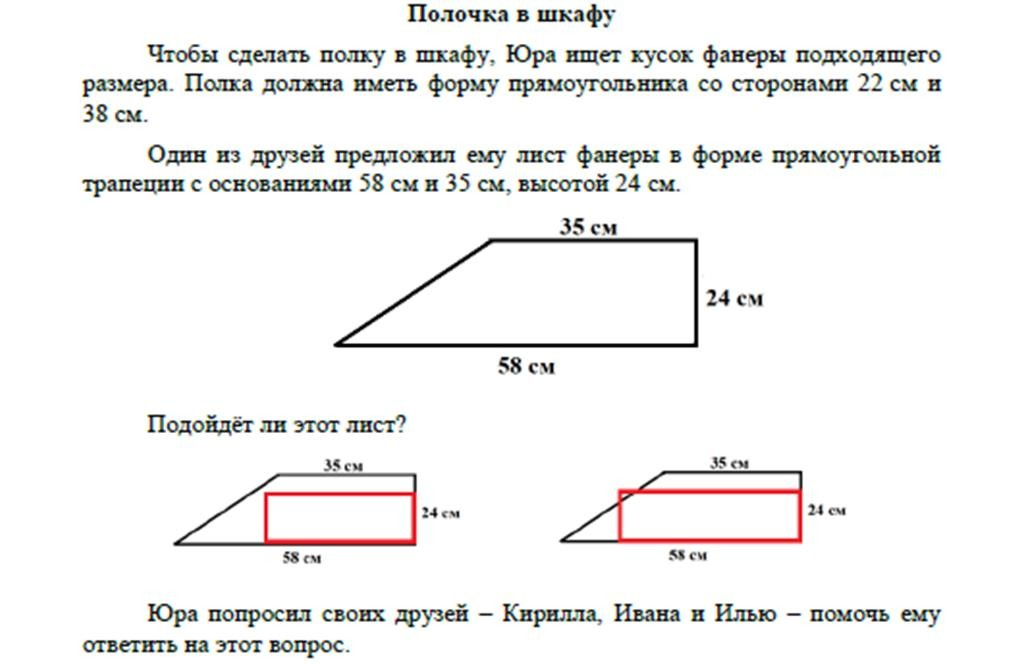 Полочка в шкафу
Чтобы сделать полку в шкафу, Юра ищет кусок фанеры подходящего
размера. Полка должна иметь форму прямоугольника со сторонами 22 см и
38 см.
Один из друзей предложил ему лист фанеры в форме прямоугольной
трапеции с основаниями 58 см и 35 см, высотой 24 см.
35 см
24 см
58 см
Подойдёт ли этот лист?
35 см
24 см
58 см
35 см
24 см
58 см
Юра попросил своих друзей – Кирилла, Ивана и Илью – помочь ему
ответить на этот вопрос.